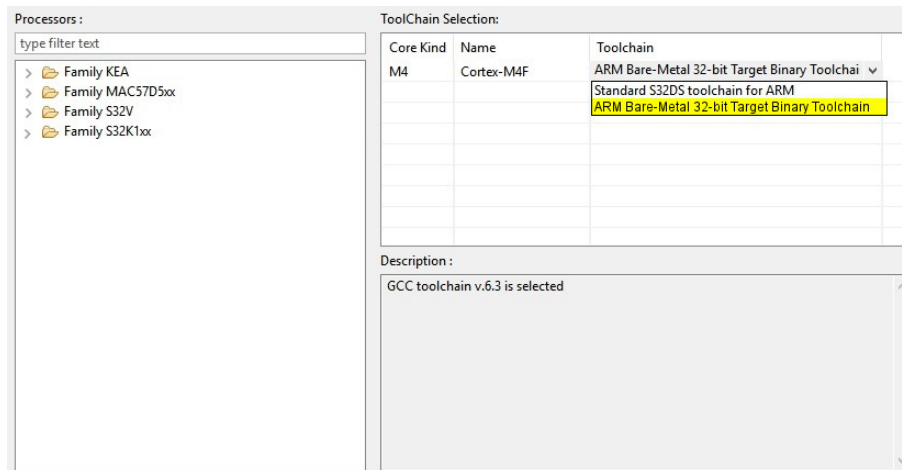 Processors :
type filter text
Family KEA
Family MAC57D5xx
Family S32V
Family S32K1xx
ToolChain Selection:
Core Kind Name Toolchain
M4 Cortex-M4F ARM Bare-Metal 32-bit Target Binary Toolchai
Standard S32DS toolchain for ARM
ARM Bare-Metal 32-bit Target Binary Toolchain
Description :
GCC toolchain v.6.3 is selected